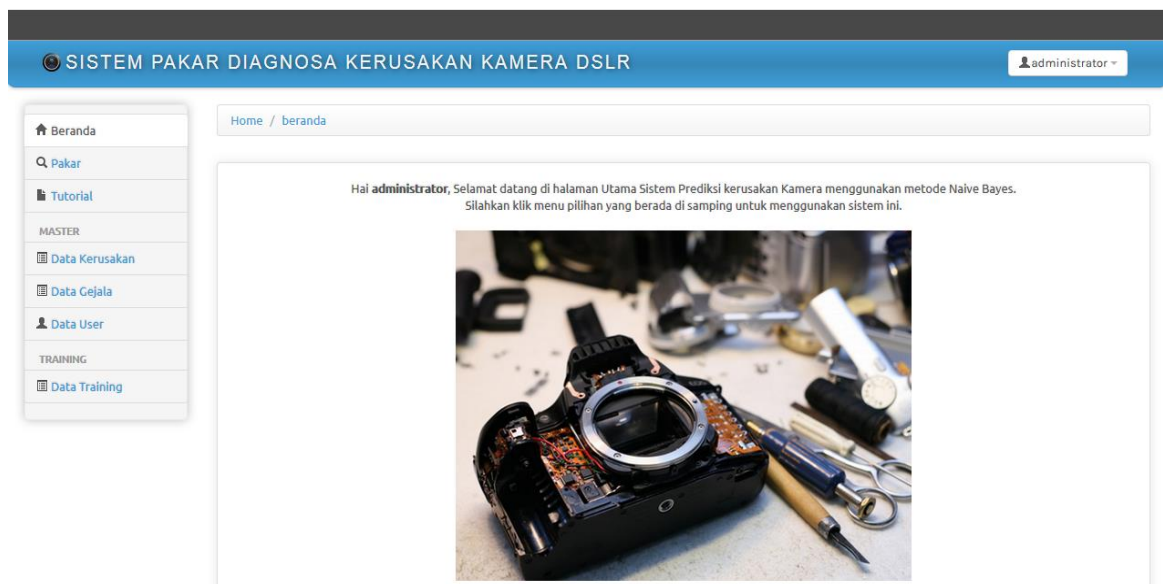 SISTEM PAKAR DIAGNOSA KERUSAKAN KAMERA DSLR
administrator
Beranda
Pakar
Tutorial
MASTER
Data Kerusakan
Data Gejala
Data User
TRAINING
Data Training
Home / beranda
Hai administrator, Selamat datang di halaman Utama Sistem Prediksi kerusakan Kamera menggunakan metode Naive Bayes.
Silahkan klik menu pilihan yang berada di samping untuk menggunakan sistem ini.